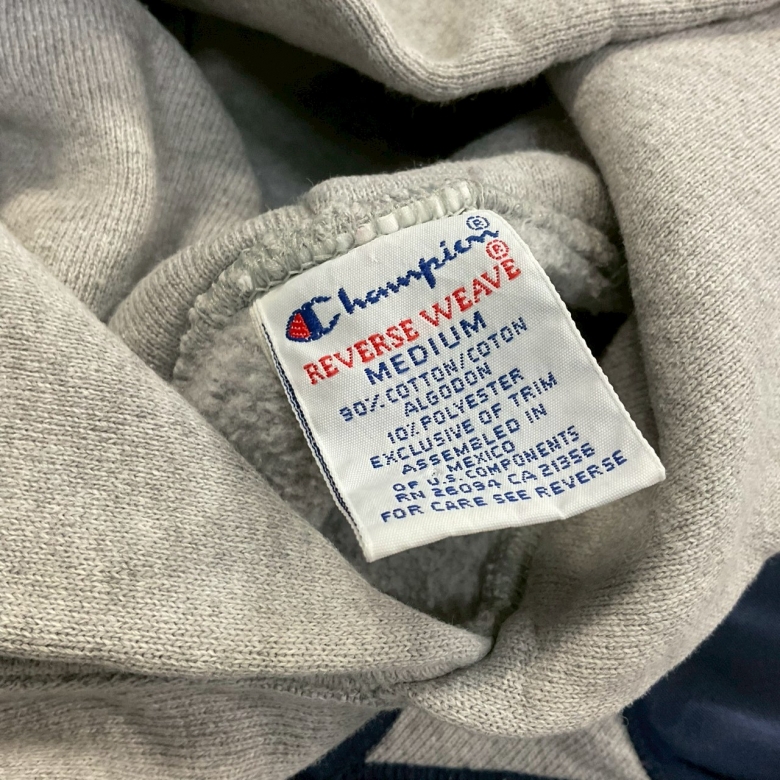 Champion®
REVERSE WEAVE®
MEDIUM
90% COTTON/COTON
ALGODON
10% POLYESTER
EXCLUSIVE OF TRIM
ASSEMBLED IN
MEXICO
OF U.S. COMPONENTS
RN 26094 CA 21356
FOR CARE SEE REVERSE